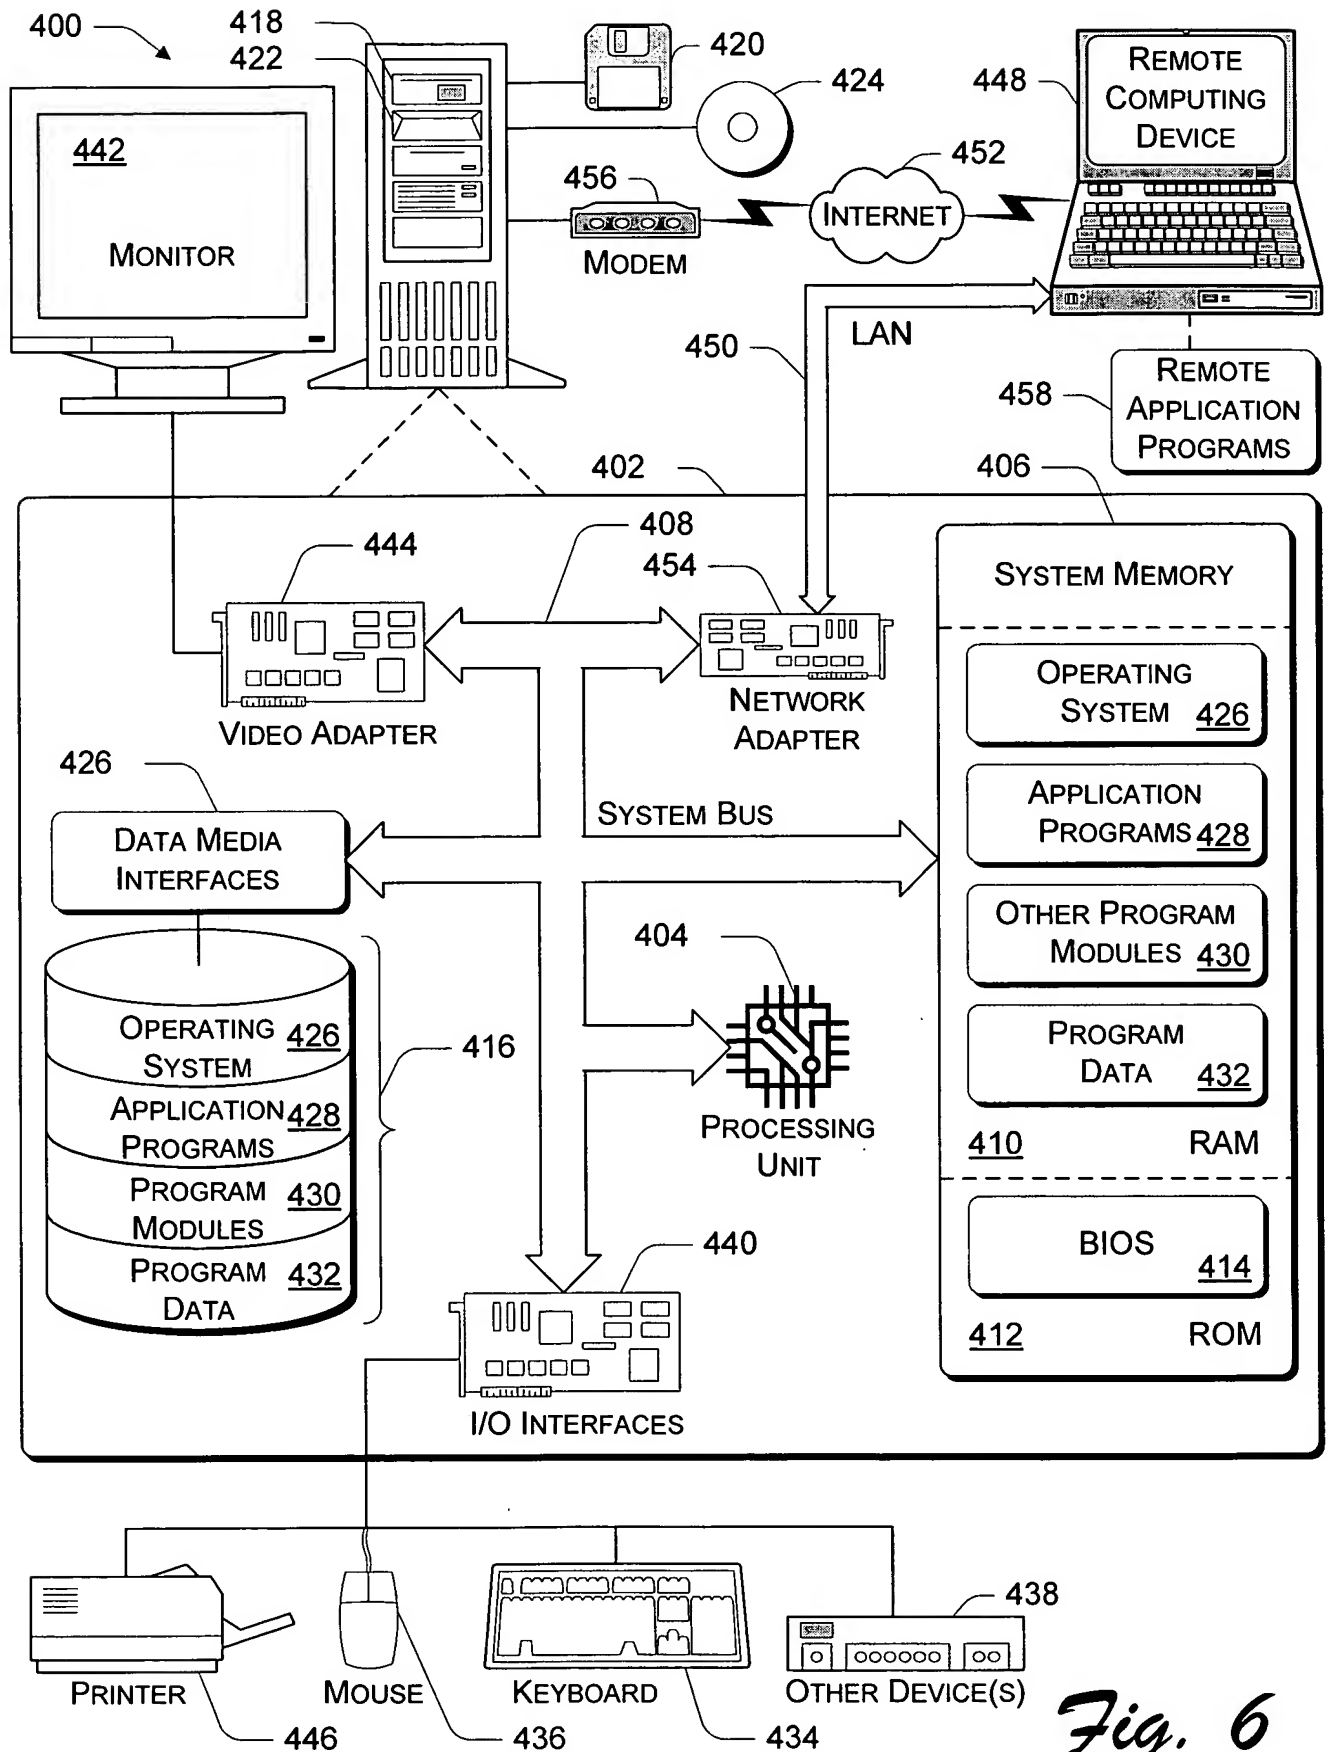 400
418
422
420
424
448
REMOTE
COMPUTING
DEVICE
442
MONITOR
456
MODEM
452
INTERNET
LAN
450
458
REMOTE
APPLICATION
PROGRAMS
402
406
408
444
454
VIDEO ADAPTER
NETWORK
ADAPTER
SYSTEM MEMORY
OPERATING
SYSTEM 426
APPLICATION
PROGRAMS 428
OTHER PROGRAM
MODULES 430
PROGRAM
DATA 432
410 RAM
BIOS
414
412 ROM
426
DATA MEDIA
INTERFACES
SYSTEM BUS
404
PROCESSING
UNIT
OPERATING 426
SYSTEM
APPLICATION 428
PROGRAMS
PROGRAM 430
MODULES
PROGRAM 432
DATA
416
440
I/O INTERFACES
PRINTER
446
MOUSE
436
KEYBOARD
434
438
OTHER DEVICE(S)
Fig. 6